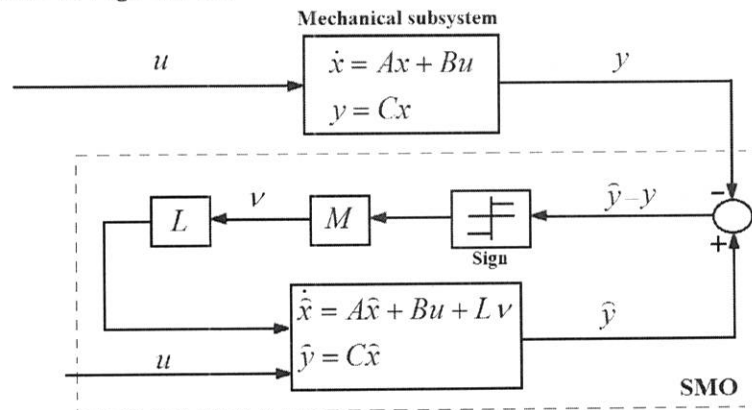 Mechanical subsystem
u
ẋ = Ax + Bu
y = Cx
y
L
ν
M
Sign
ŷ–y
-
+
x̂̇ = Ax̂ + Bu + Lν
ŷ = Cx̂
ŷ
u
SMO